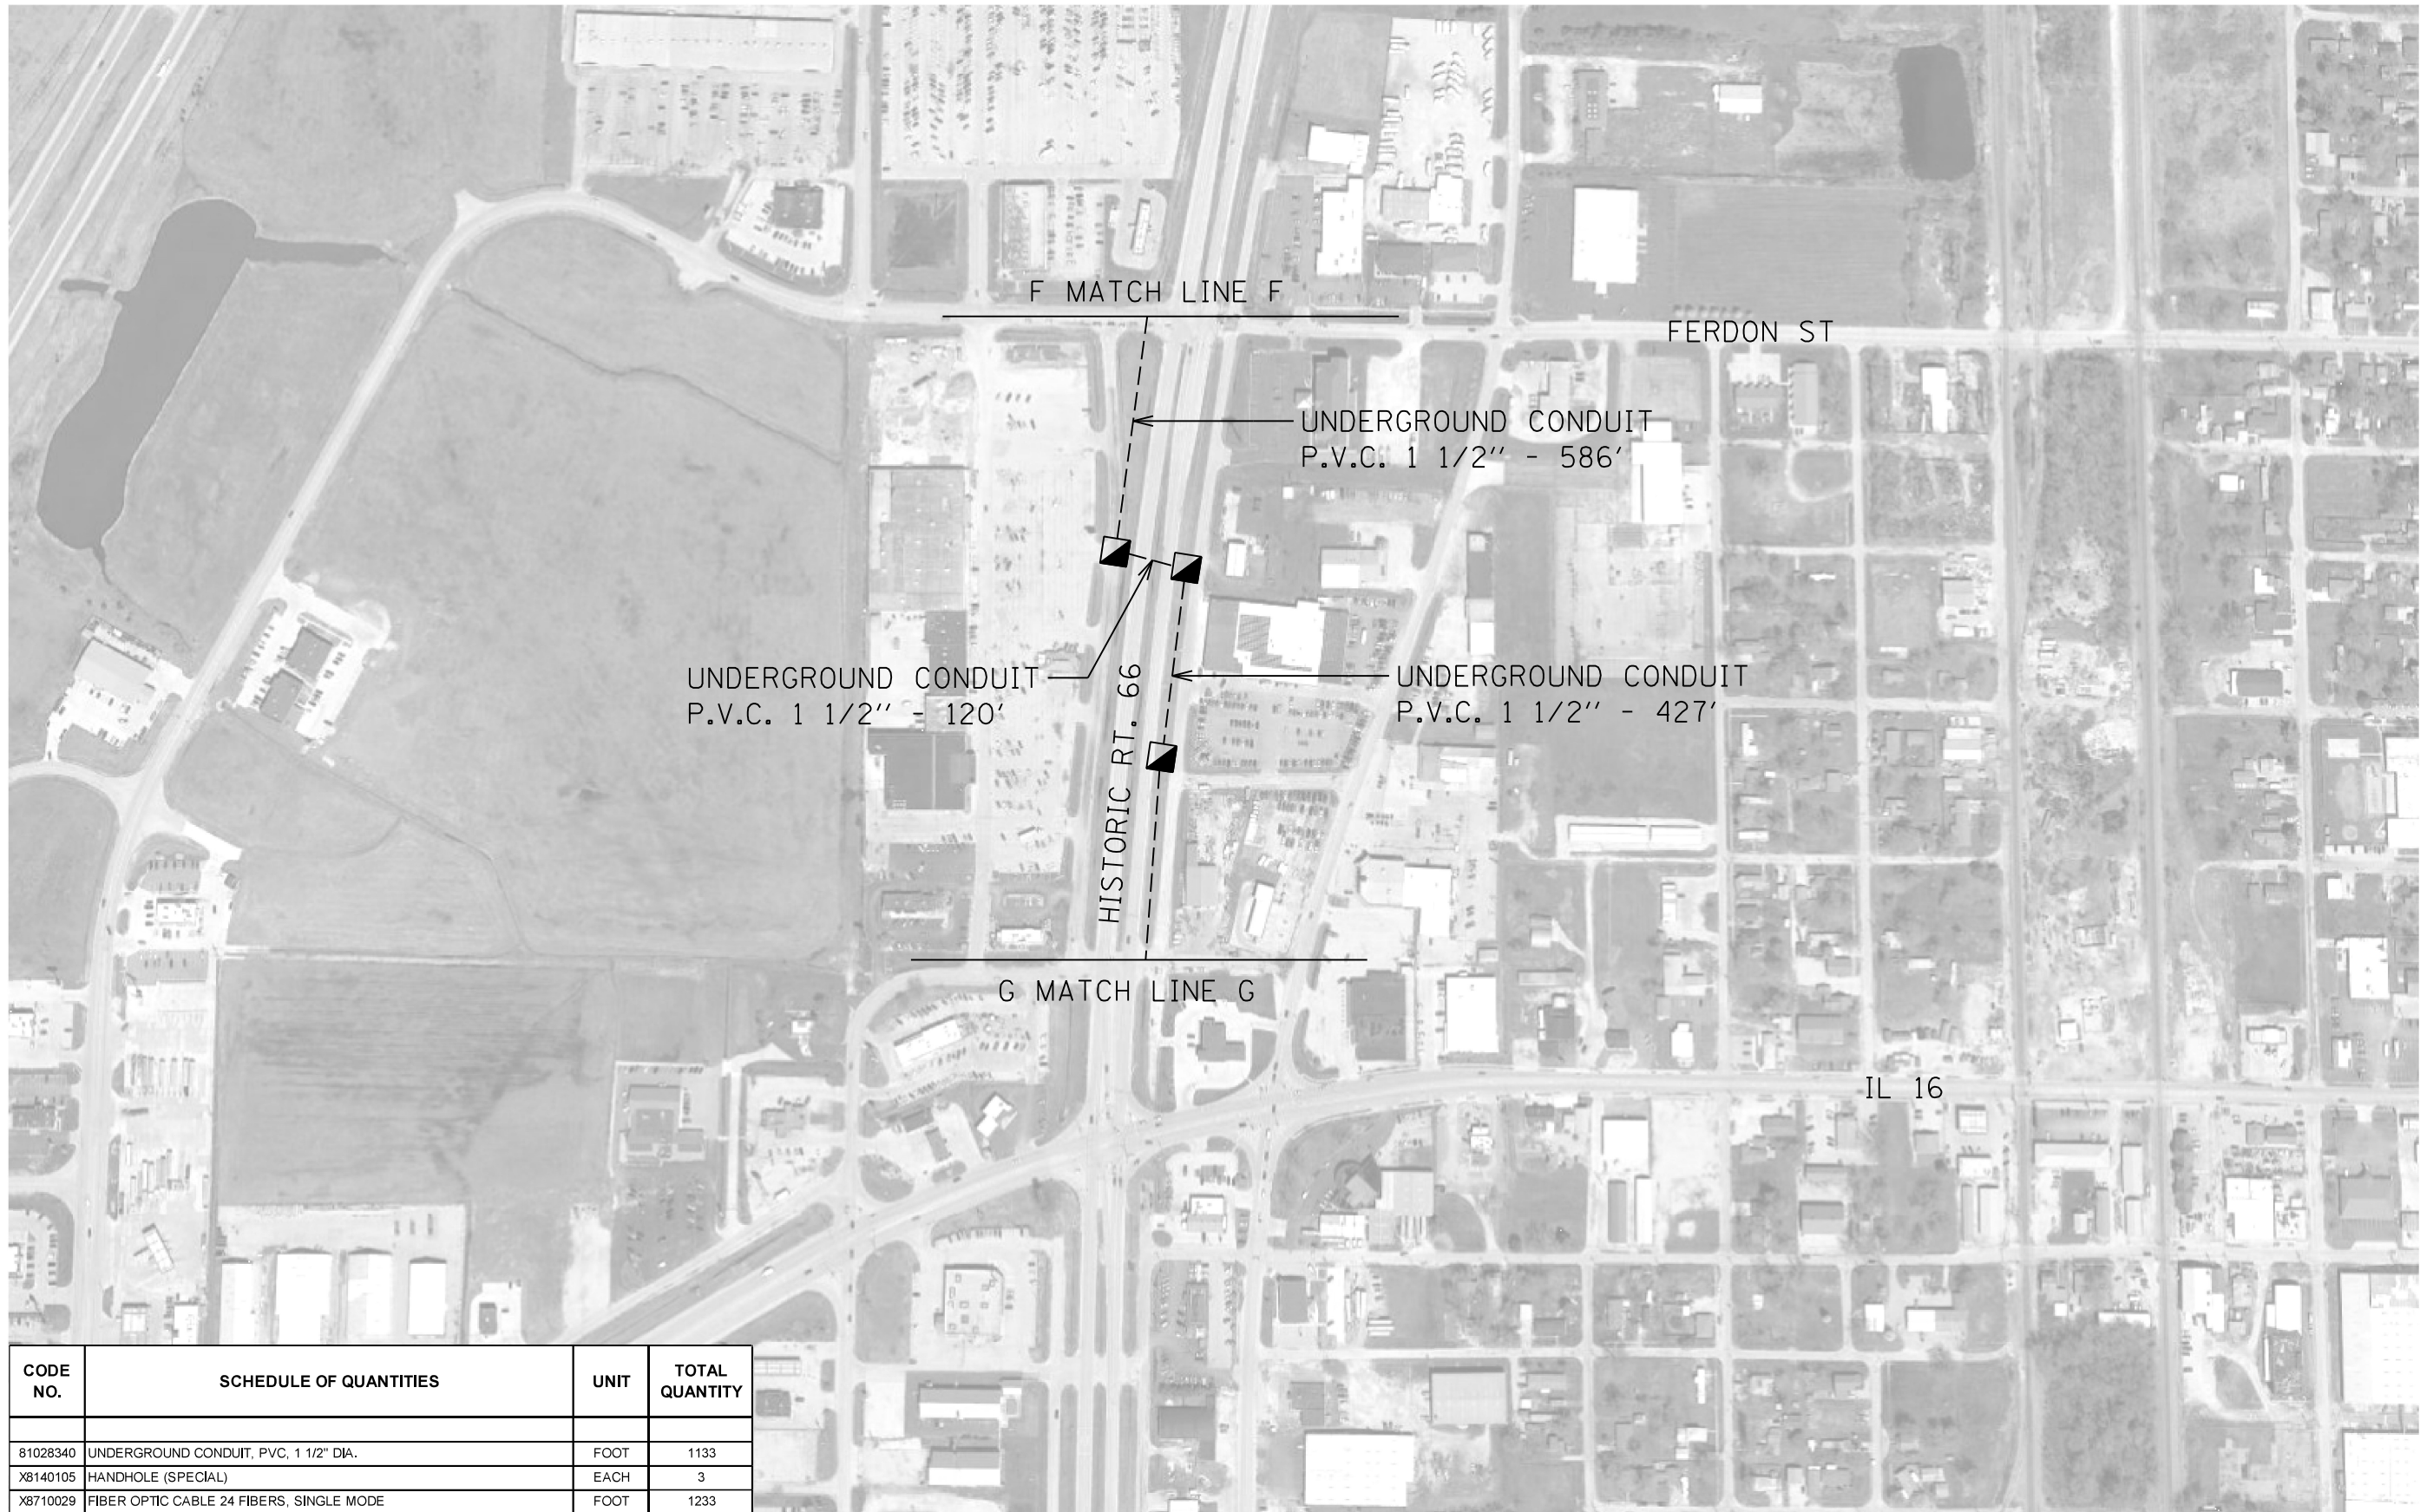 F MATCH LINE F
FERDON ST
UNDERGROUND CONDUIT
P.V.C. 1 1/2'' - 586'
UNDERGROUND CONDUIT
P.V.C. 1 1/2'' - 120'
HISTORIC RT. 66
UNDERGROUND CONDUIT
P.V.C. 1 1/2'' - 427'
G MATCH LINE G
IL 16
CODE NO. SCHEDULE OF QUANTITIES UNIT TOTAL QUANTITY
81028340 UNDERGROUND CONDUIT, PVC, 1 1/2" DIA. FOOT 1133
X8140105 HANDHOLE (SPECIAL) EACH 3
X8710029 FIBER OPTIC CABLE 24 FIBERS, SINGLE MODE FOOT 1233